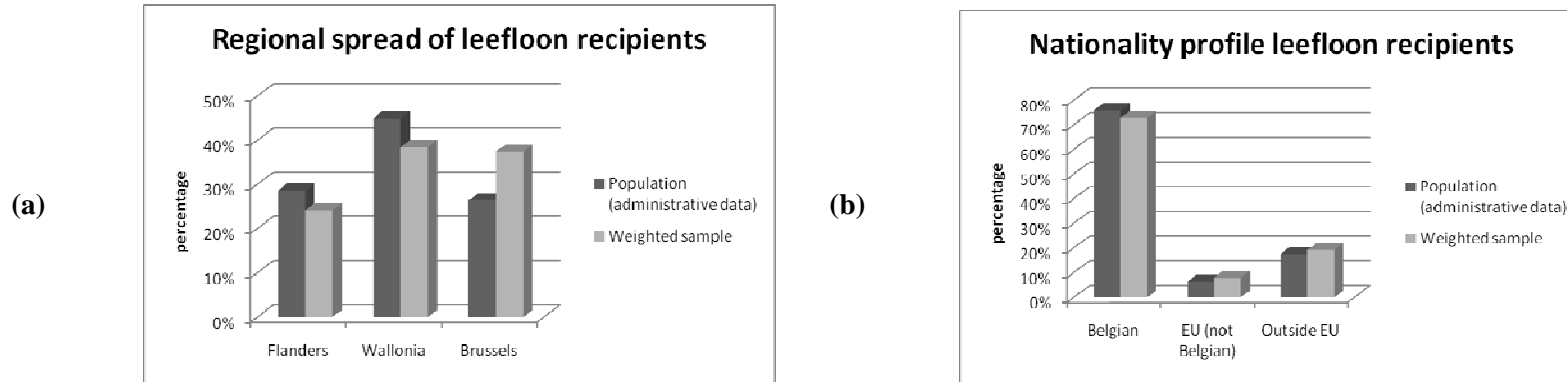 (a)
Regional spread of leefloon recipients
percentage
50%
40%
30%
20%
10%
0%
Flanders
Wallonia
Brussels
Population
(administrative data)
Weighted sample
(b)
Nationality profile leefloon recipients
percentage
80%
70%
60%
50%
40%
30%
20%
10%
0%
Belgian
EU (not
Belgian)
Outside EU
Population
(administrative data)
Weighted sample